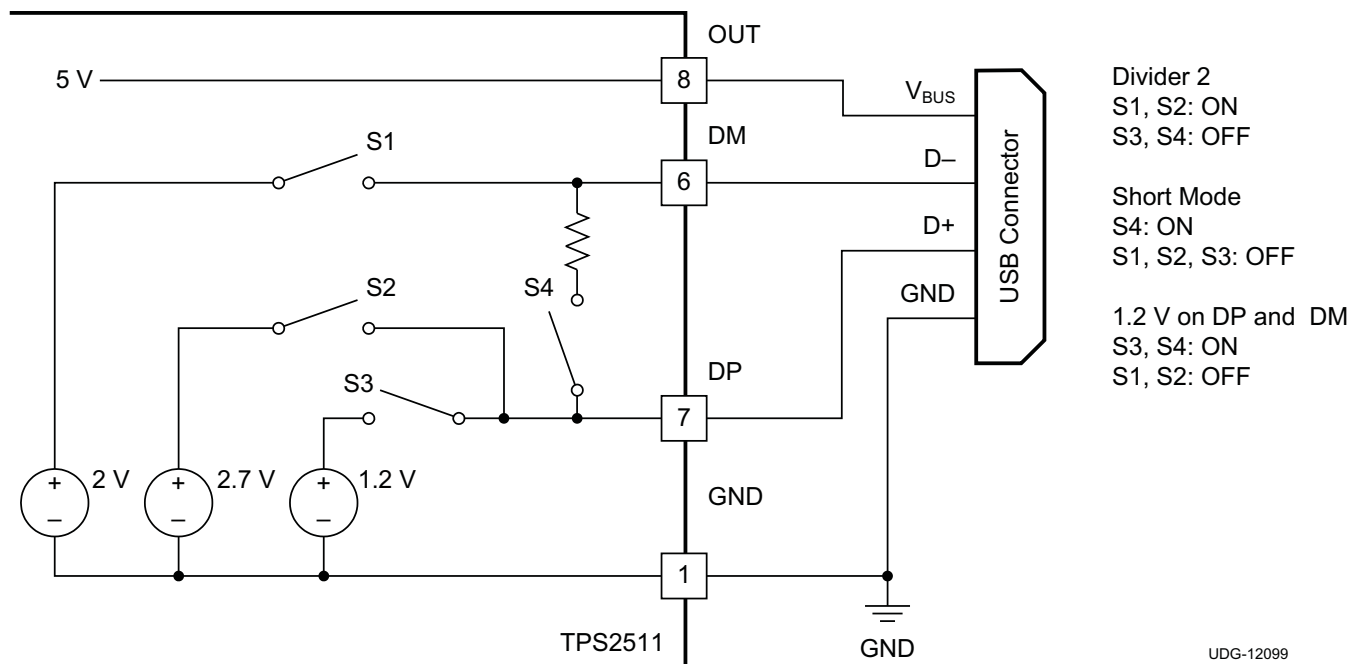 OUT
5 V
8
VBUS
DM
S1
D–
6
D+
S2
S4
GND
USB Connector
DP
S3
7
+ 2 V
–
+ 2.7 V
–
+ 1.2 V
–
GND
1
TPS2511
GND
Divider 2
S1, S2: ON
S3, S4: OFF
Short Mode
S4: ON
S1, S2, S3: OFF
1.2 V on DP and DM
S3, S4: ON
S1, S2: OFF
UDG-12099